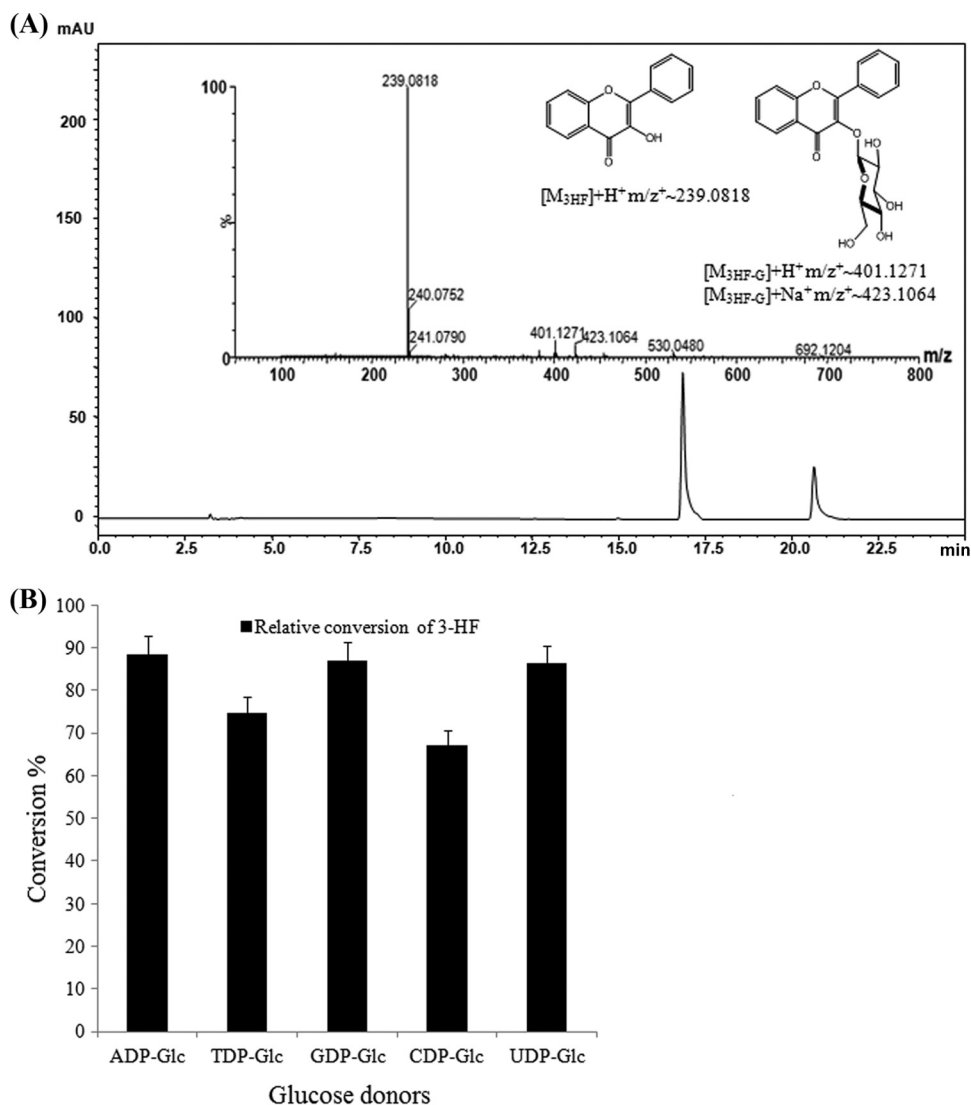 (A)
mAU
200
150
100
50
0
0.0 2.5 5.0 7.5 10.0 12.5 15.0 17.5 20.0 22.5 min
100
%
0
239.0818
240.0752
241.0790
401.1271
423.1064
530.0480
692.1204
100 200 300 400 500 600 700 800 m/z
O
OH
O
[M3HF]+H+m/z+~239.0818
O
O
O
HO
O
OH
OH
HO
[M3HF-G]+H+m/z+~401.1271
[M3HF-G]+Na+m/z+~423.1064
(B)
Conversion %
100
90
80
70
60
50
40
30
20
10
0
Relative conversion of 3-HF
ADP-Glc TDP-Glc GDP-Glc CDP-Glc UDP-Glc
Glucose donors